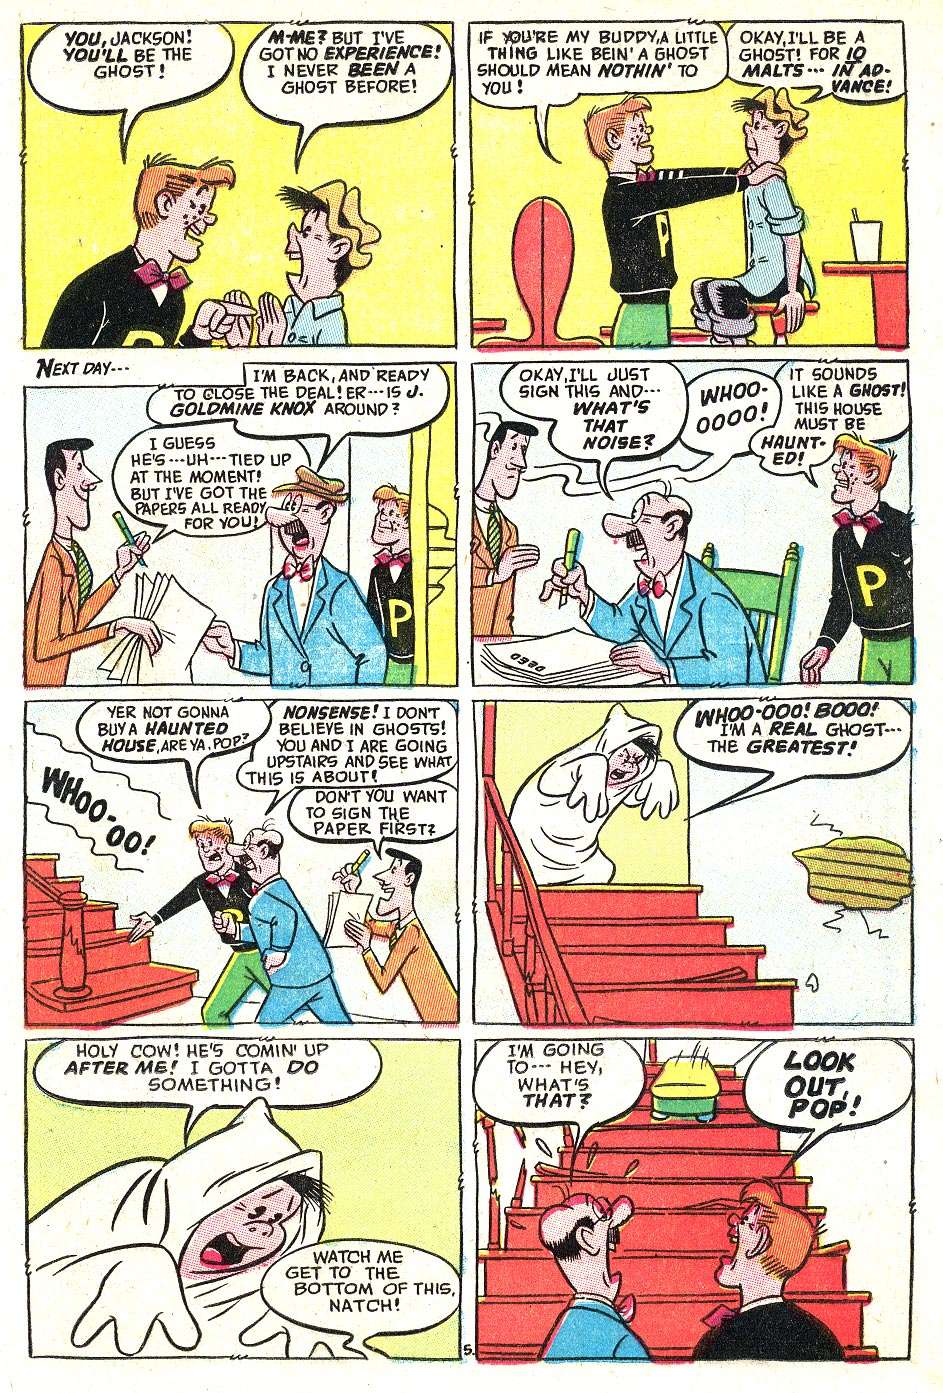 YOU, JACKSON!
YOU'LL BE THE
GHOST!
M-ME? BUT I'VE
GOT NO EXPERIENCE!
I NEVER BEEN A
GHOST BEFORE!
IF YOU'RE MY BUDDY, A LITTLE
THING LIKE BEIN' A GHOST
SHOULD MEAN NOTHIN' TO
YOU!
OKAY, I'LL BE A
GHOST! FOR 10
MALTS--- IN AD-
VANCE!
P
P
NEXT DAY---
I'M BACK, AND READY
TO CLOSE THE DEAL! ER---IS J.
GOLDMINE KNOX AROUND?
I GUESS
HE'S---UH---TIED UP
AT THE MOMENT!
BUT I'VE GOT THE
PAPERS ALL READY
FOR YOU!
P
OKAY, I'LL JUST
SIGN THIS AND---
WHAT'S
THAT
NOISE?
WHOO-
OOOO!
IT SOUNDS
LIKE A GHOST!
THIS HOUSE
MUST BE
HAUNT-
ED!
P
DEED
YER NOT GONNA
BUY A HAUNTED
HOUSE, ARE YA, POP?
NONSENSE! I DON'T
BELIEVE IN GHOSTS!
YOU AND I ARE GOING
UPSTAIRS AND SEE WHAT
THIS IS ABOUT!
WHOO-
OO!
DON'T YOU WANT
TO SIGN THE
PAPER FIRST?
WHOO-OOO! BOOO!
I'M A REAL GHOST---
THE GREATEST!
HOLY COW! HE'S COMIN' UP
AFTER ME! I GOTTA DO
SOMETHING!
WATCH ME
GET TO THE
BOTTOM OF THIS,
NATCH!
I'M GOING
TO--- HEY,
WHAT'S
THAT?
LOOK
OUT,
POP!
5.